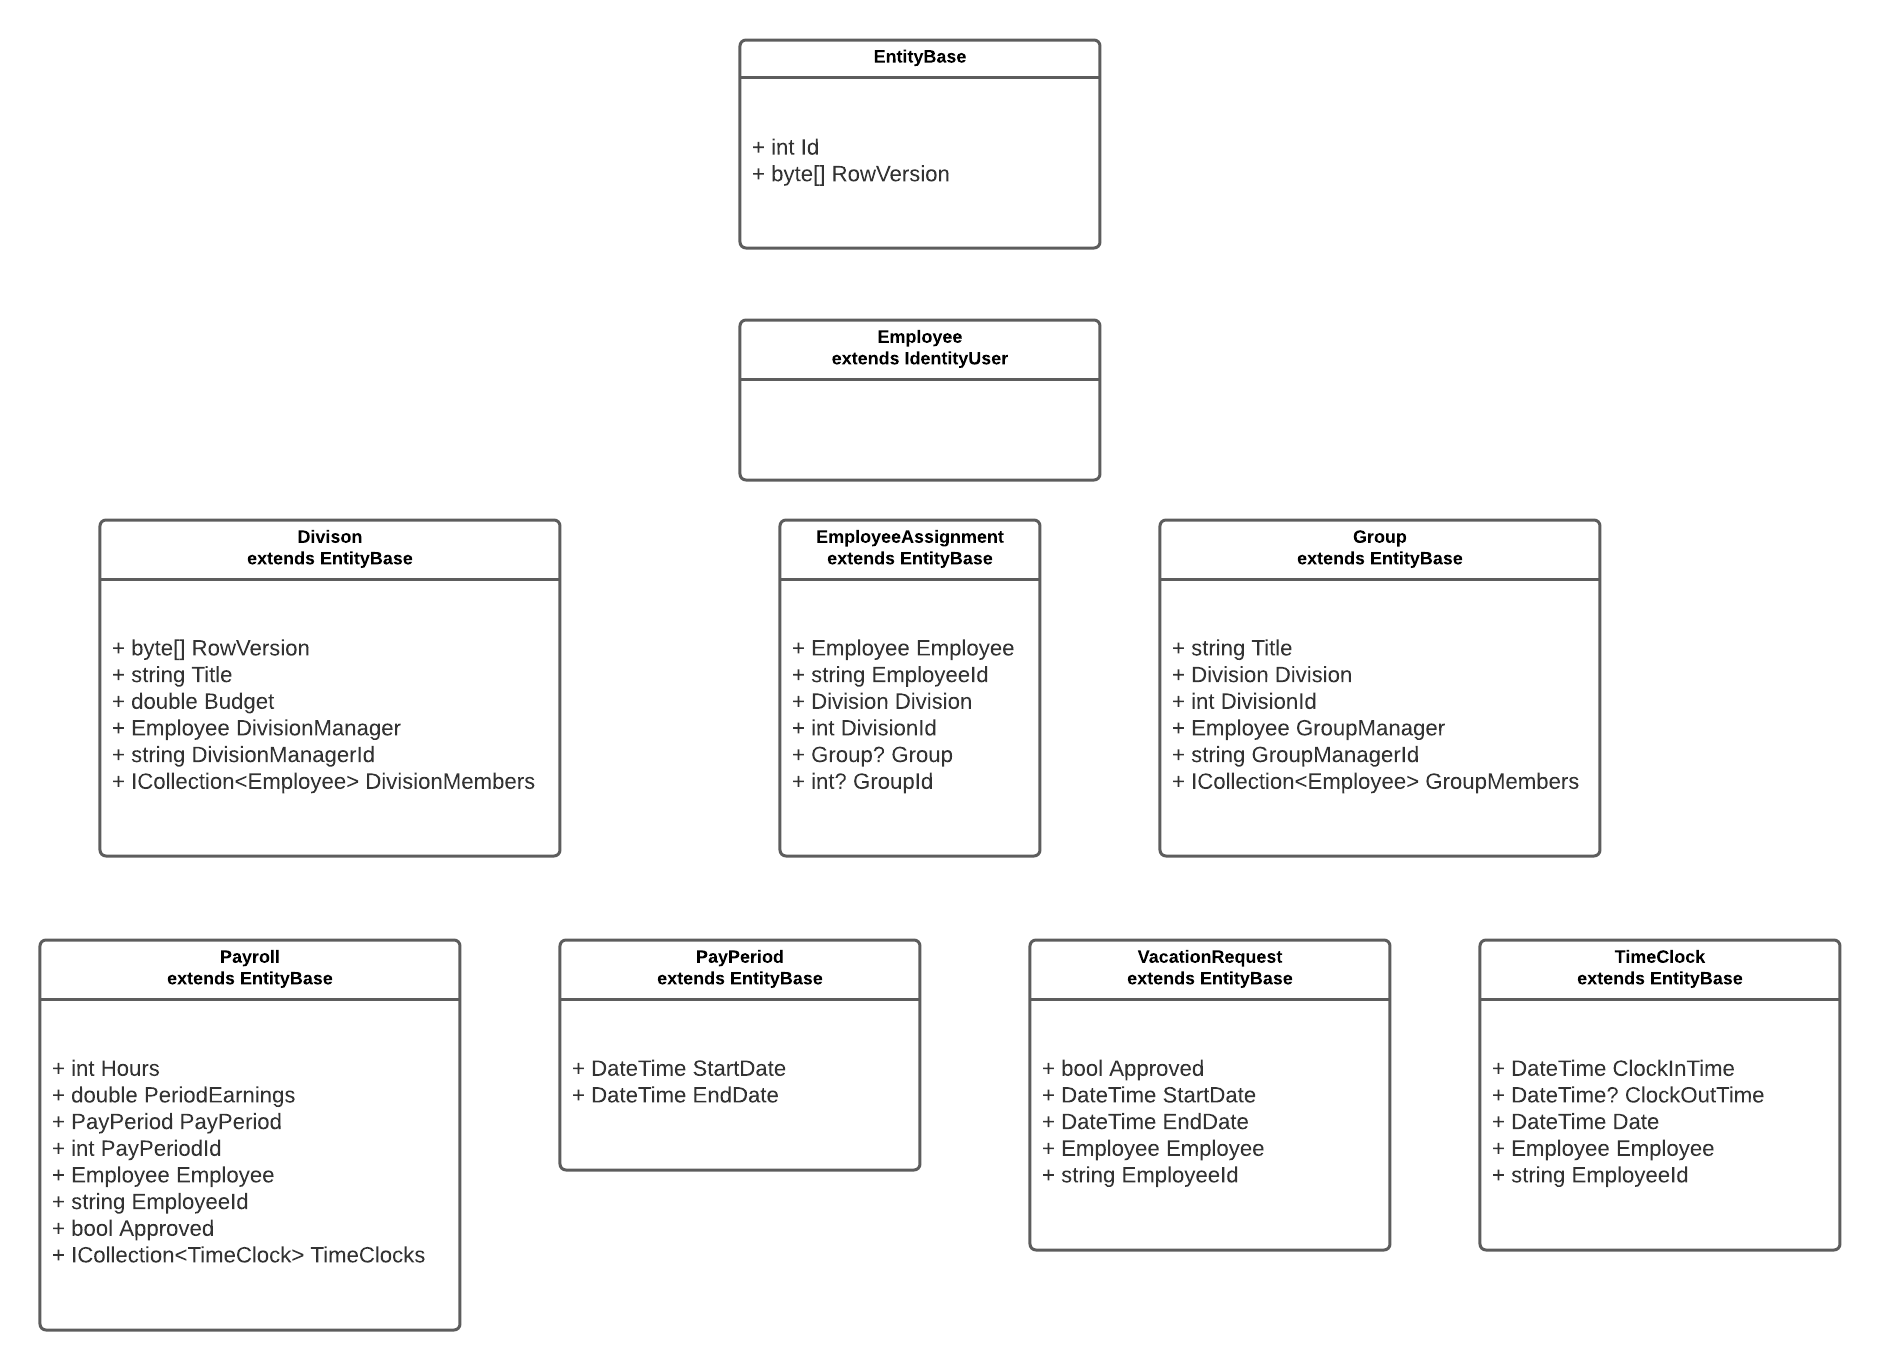 EntityBase
+ int Id
+ byte[] RowVersion
Employee
extends IdentityUser
Divison
extends EntityBase
+ byte[] RowVersion
+ string Title
+ double Budget
+ Employee DivisionManager
+ string DivisionManagerId
+ ICollection<Employee> DivisionMembers
EmployeeAssignment
extends EntityBase
+ Employee Employee
+ string EmployeeId
+ Division Division
+ int DivisionId
+ Group? Group
+ int? GroupId
Group
extends EntityBase
+ string Title
+ Division Division
+ int DivisionId
+ Employee GroupManager
+ string GroupManagerId
+ ICollection<Employee> GroupMembers
Payroll
extends EntityBase
+ int Hours
+ double PeriodEarnings
+ PayPeriod PayPeriod
+ int PayPeriodId
+ Employee Employee
+ string EmployeeId
+ bool Approved
+ ICollection<TimeClock> TimeClocks
PayPeriod
extends EntityBase
+ DateTime StartDate
+ DateTime EndDate
VacationRequest
extends EntityBase
+ bool Approved
+ DateTime StartDate
+ DateTime EndDate
+ Employee Employee
+ string EmployeeId
TimeClock
extends EntityBase
+ DateTime ClockInTime
+ DateTime? ClockOutTime
+ DateTime Date
+ Employee Employee
+ string EmployeeId